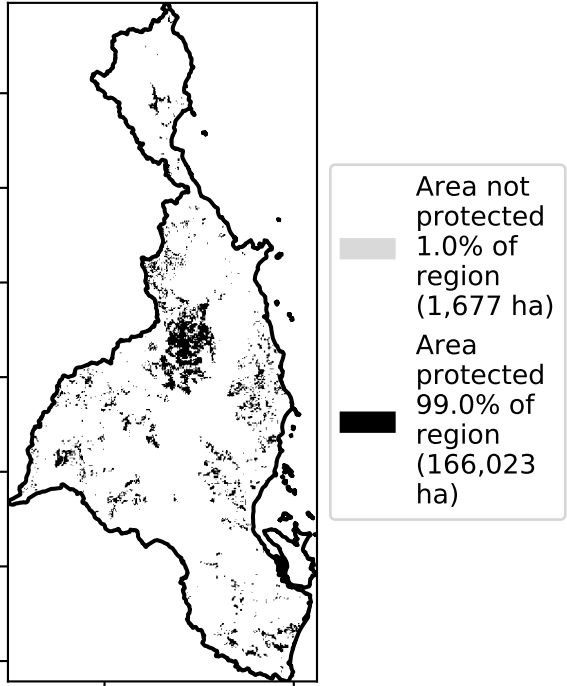 Area not
protected
1.0% of
region
(1,677 ha)
Area
protected
99.0% of
region
(166,023
ha)